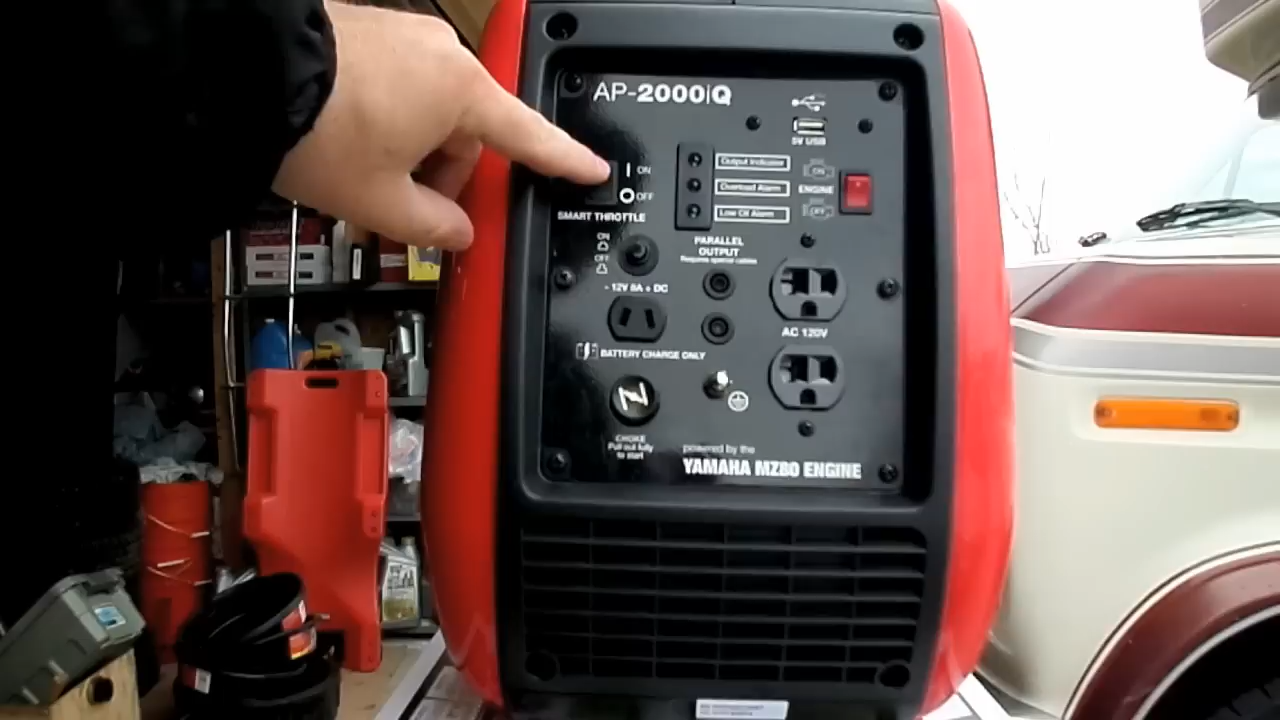 AP-2000iQ
5V USB
ON
OFF
SMART THROTTLE
Output Indicator
Overload Alarm
Low Oil Alarm
ON
ENGINE
OFF
ON
OFF
PARALLEL
OUTPUT
Requires special cables
- 12V 8A + DC
AC 120V
BATTERY CHARGE ONLY
CHOKE
Pull out fully
to start
powered by the
YAMAHA MZ80 ENGINE